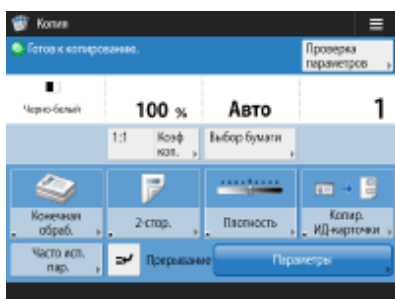 Копия
Готов к копированию.
Проверка
параметров
Черно-белый
100 %
Авто
1
1:1
Коэф
коп.
Выбор бумаги
Конечная
обраб.
2-стор.
Плотность
Копир.
ИД-карточки
Часто исп.
пар.
Прерывание
Параметры